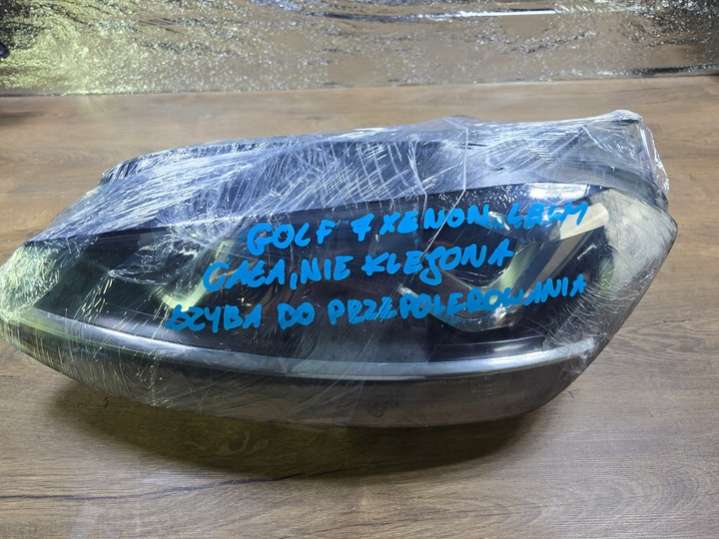 GOLF 7 XENON, LEWY
CAŁA, NIE KLEJONA
SZYBA DO PRZEPOLEROWANIA